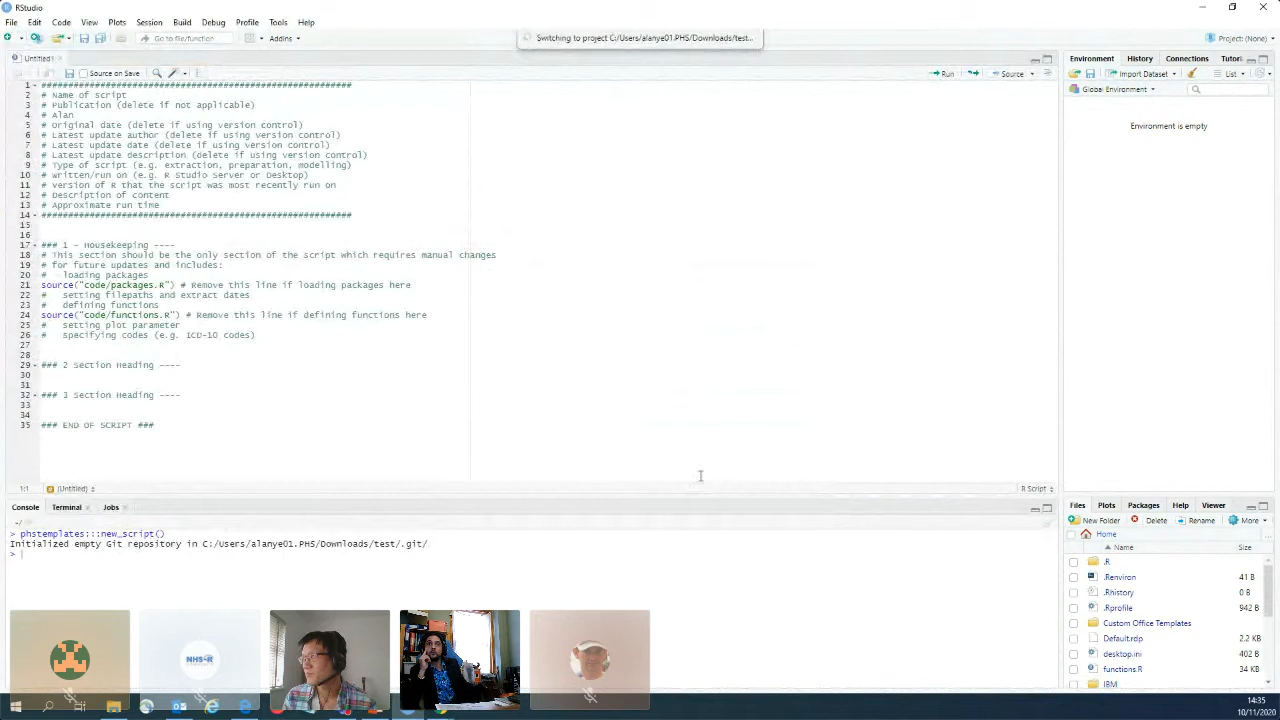 RStudio
File Edit Code View Plots Session Build Debug Profile Tools Help
Go to file/function Addins
Switching to project C:/Users/alanye01.PHS/Downloads/test...
Project: (None)
Untitled1
Source on Save Run Source
1 ##########################################################
2 # Name of script
3 # Publication (delete if not applicable)
4 # Alan
5 # Original date (delete if using version control)
6 # Latest update author (delete if using version control)
7 # Latest update date (delete if using version control)
8 # Latest update description (delete if using version control)
9 # Type of script (e.g. extraction, preparation, modelling)
10 # Written/run on (e.g. R Studio Server or Desktop)
11 # Version of R that the script was most recently run on
12 # Description of content
13 # Approximate run time
14 ##########################################################
15
16
17 ### 1 - Housekeeping ----
18 # This section should be the only section of the script which requires manual changes
19 # for future updates and includes:
20 #   loading packages
21 source("code/packages.R") # Remove this line if loading packages here
22 #   setting filepaths and extract dates
23 #   defining functions
24 source("code/functions.R") # Remove this line if defining functions here
25 #   setting plot parameter
26 #   specifying codes (e.g. ICD-10 codes)
27
28
29 ### 2 Section Heading ----
30
31
32 ### 3 Section Heading ----
33
34
35 ### END OF SCRIPT ###
1:1 (Untitled) R Script
Console Terminal Jobs
~/
> phstemplates:::new_script()
Initialized empty Git repository in C:/Users/alanye01.PHS/Downloads/test/.git/
>
Environment History Connections Tutori
Import Dataset List
Global Environment
Environment is empty
Files Plots Packages Help Viewer
New Folder Delete Rename More
Home
Name Size
.R
.Renviron 41 B
.Rhistory 0 B
.Rprofile 942 B
Custom Office Templates
Default.rdp 2.2 KB
desktop.ini 402 B
functions.R 34 KB
IBM
NHS-R
14:35
10/11/2020